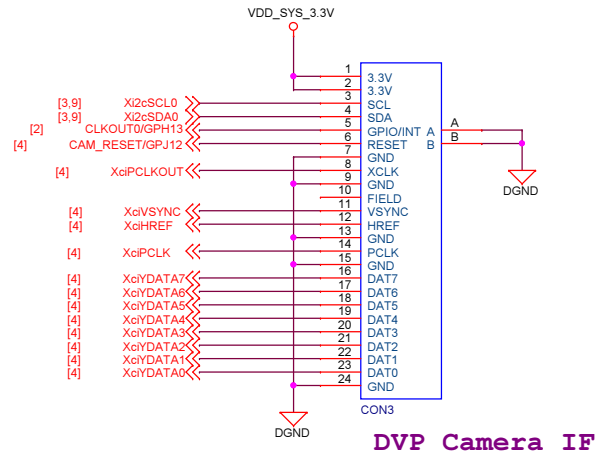 VDD_SYS_3.3V
1 3.3V
2 3.3V
[3,9] Xi2cSCL0 3 SCL
[3,9] Xi2cSDA0 4 SDA
[2] CLKOUT0/GPH13 5 GPIO/INT A A
[4] CAM_RESET/GPJ12 6 RESET B B
7 GND
[4] XciPCLKOUT 8 XCLK
9 GND
DGND
10 FIELD
[4] XciVSYNC 11 VSYNC
[4] XciHREF 12 HREF
13 GND
[4] XciPCLK 14 PCLK
15 GND
[4] XciYDATA7 16 DAT7
[4] XciYDATA6 17 DAT6
[4] XciYDATA5 18 DAT5
[4] XciYDATA4 19 DAT4
[4] XciYDATA3 20 DAT3
[4] XciYDATA2 21 DAT2
[4] XciYDATA1 22 DAT1
[4] XciYDATA0 23 DAT0
24 GND
CON3
DGND
DVP Camera IF